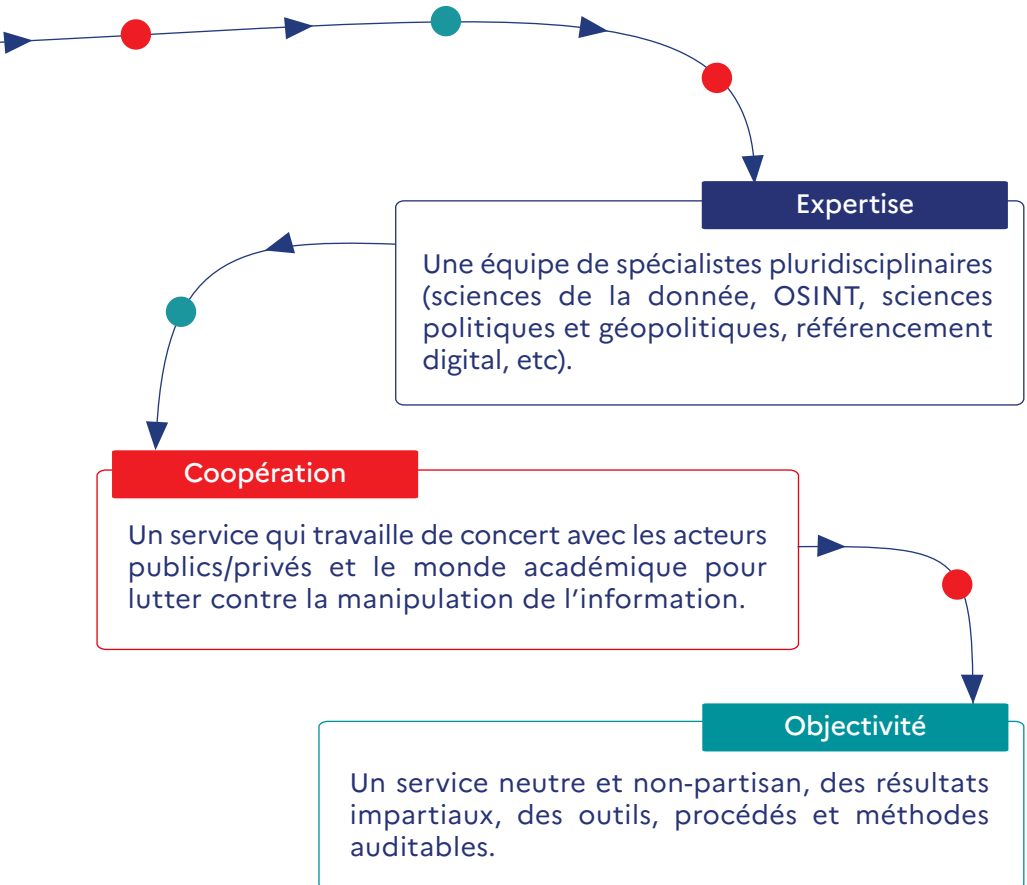 Expertise
Une équipe de spécialistes pluridisciplinaires
(sciences de la donnée, OSINT, sciences
politiques et géopolitiques, référencement
digital, etc).
Coopération
Un service qui travaille de concert avec les acteurs
publics/privés et le monde académique pour
lutter contre la manipulation de l’information.
Objectivité
Un service neutre et non-partisan, des résultats
impartiaux, des outils, procédés et méthodes
auditables.